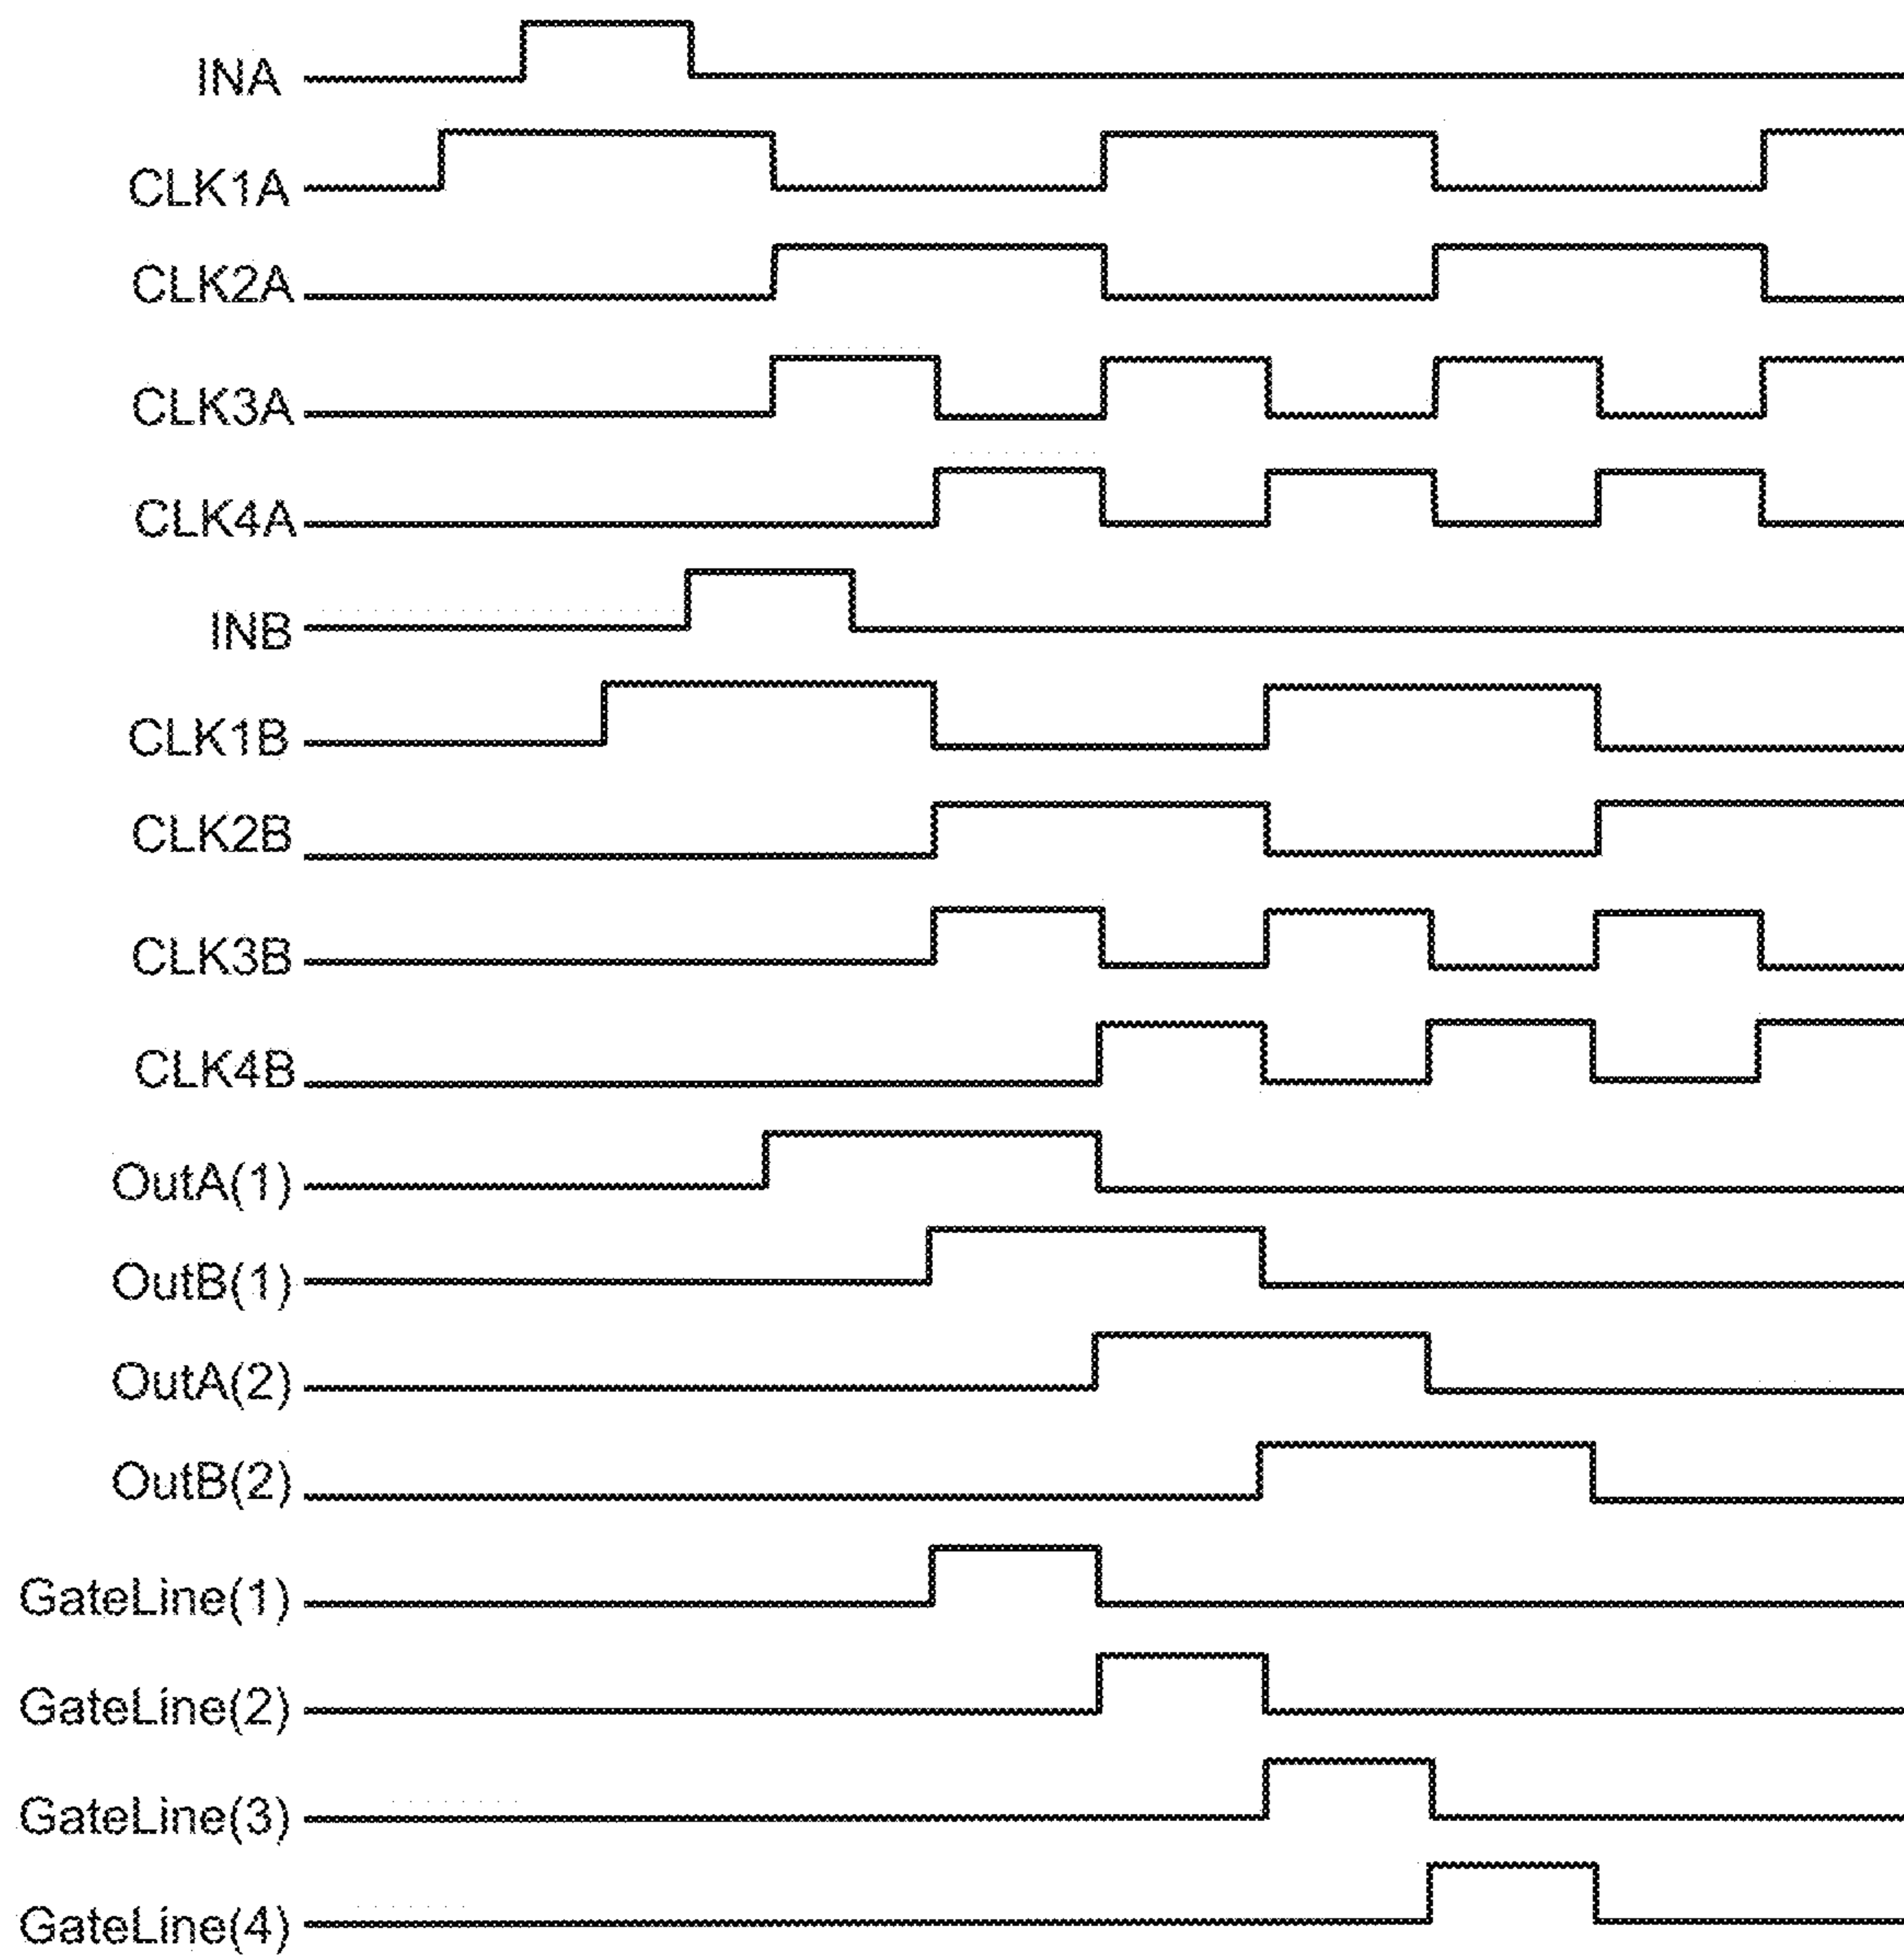 INA
CLK1A
CLK2A
CLK3A
CLK4A
INB
CLK1B
CLK2B
CLK3B
CLK4B
OutA(1)
OutB(1)
OutA(2)
OutB(2)
GateLine(1)
GateLine(2)
GateLine(3)
GateLine(4)